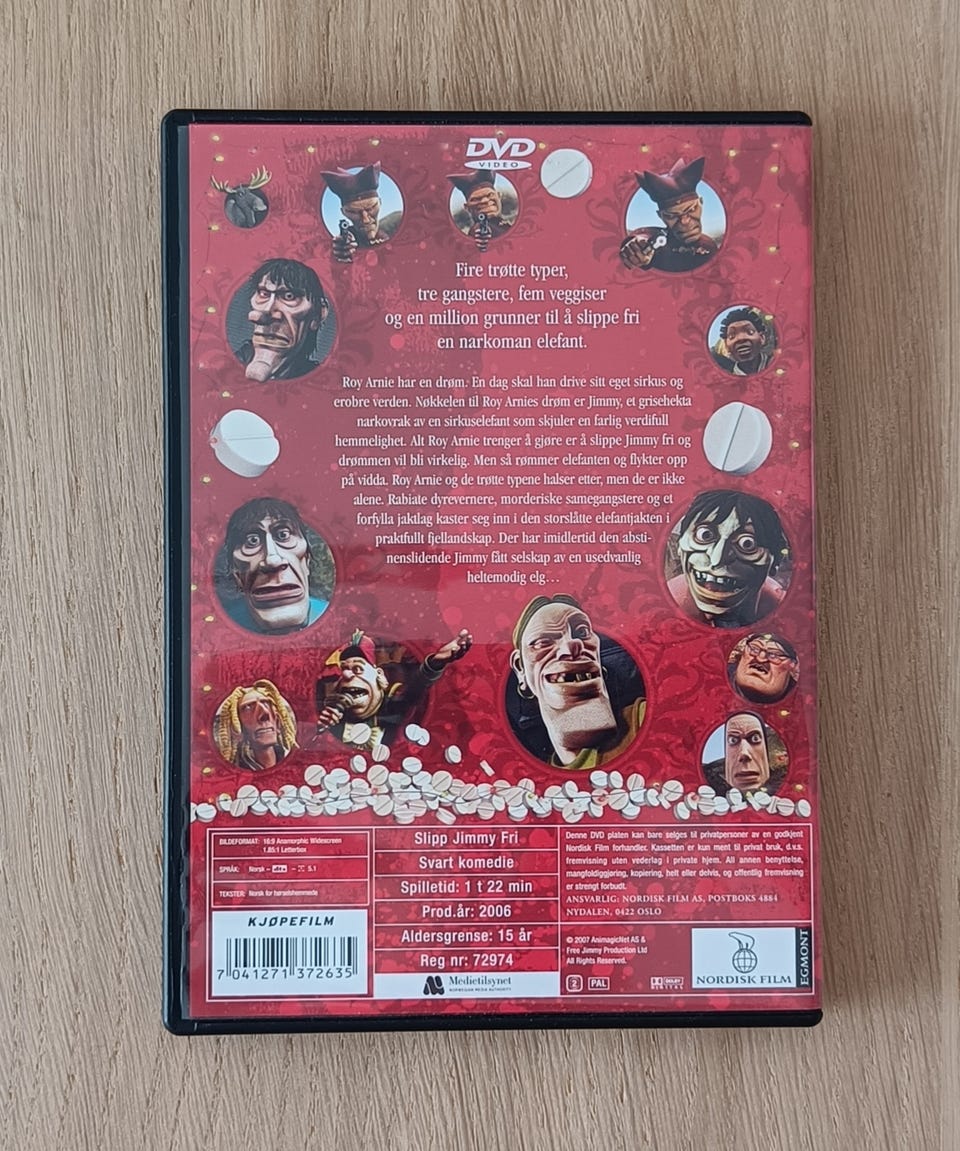 DVD
VIDEO
Fire trøtte typer,
tre gangstere, fem veggiser
og en million grunner til å slippe fri
en narkoman elefant.
Roy Arnie har en drøm. En dag skal han drive sitt eget sirkus og
erobre verden. Nøkkelen til Roy Arnies drøm er Jimmy, et grisehekta
narkovrak av en sirkuselefant som skjuler en farlig verdifull
hemmelighet. Alt Roy Arnie trenger å gjøre er å slippe Jimmy fri og
drømmen vil bli virkelig. Men så rømmer elefanten og flykter opp
på vidda. Roy Arnie og de trøtte typene halser etter, men de er ikke
alene. Rabiate dyrevernere, morderiske samegangstere og et
forfylla jaktlag kaster seg inn i den storslåtte elefantjakten i
praktfullt fjellandskap. Der har imidlertid den absti-
nenslidende Jimmy fått selskap av en usedvanlig
heltemodig elg…
BILDEFORMAT: 16:9 Anamorphic Widescreen
1.85:1 Letterbox
SPRÅK: Norsk – dts – 5.1
TEKSTER: Norsk for hørselshemmede
KJØPEFILM
7 041271 372635
Slipp Jimmy Fri
Svart komedie
Spilletid: 1 t 22 min
Prod.år: 2006
Aldersgrense: 15 år
Reg nr: 72974
Medietilsynet
NORWEGIAN MEDIA AUTHORITY
Denne DVD platen kan bare selges til privatpersoner av en godkjent
Nordisk Film forhandler. Kassetten er kun ment til privat bruk, d.v.s.
fremvisning uten vederlag i private hjem. All annen benyttelse,
mangfoldiggjøring, kopiering, helt eller delvis, og offentlig fremvisning
er strengt forbudt.
ANSVARLIG: NORDISK FILM AS, POSTBOKS 4884
NYDALEN, 0422 OSLO
© 2007 AnimagicNet AS &
Free Jimmy Production Ltd
All Rights Reserved.
2 PAL
DOLBY
DIGITAL
NORDISK FILM
EGMONT